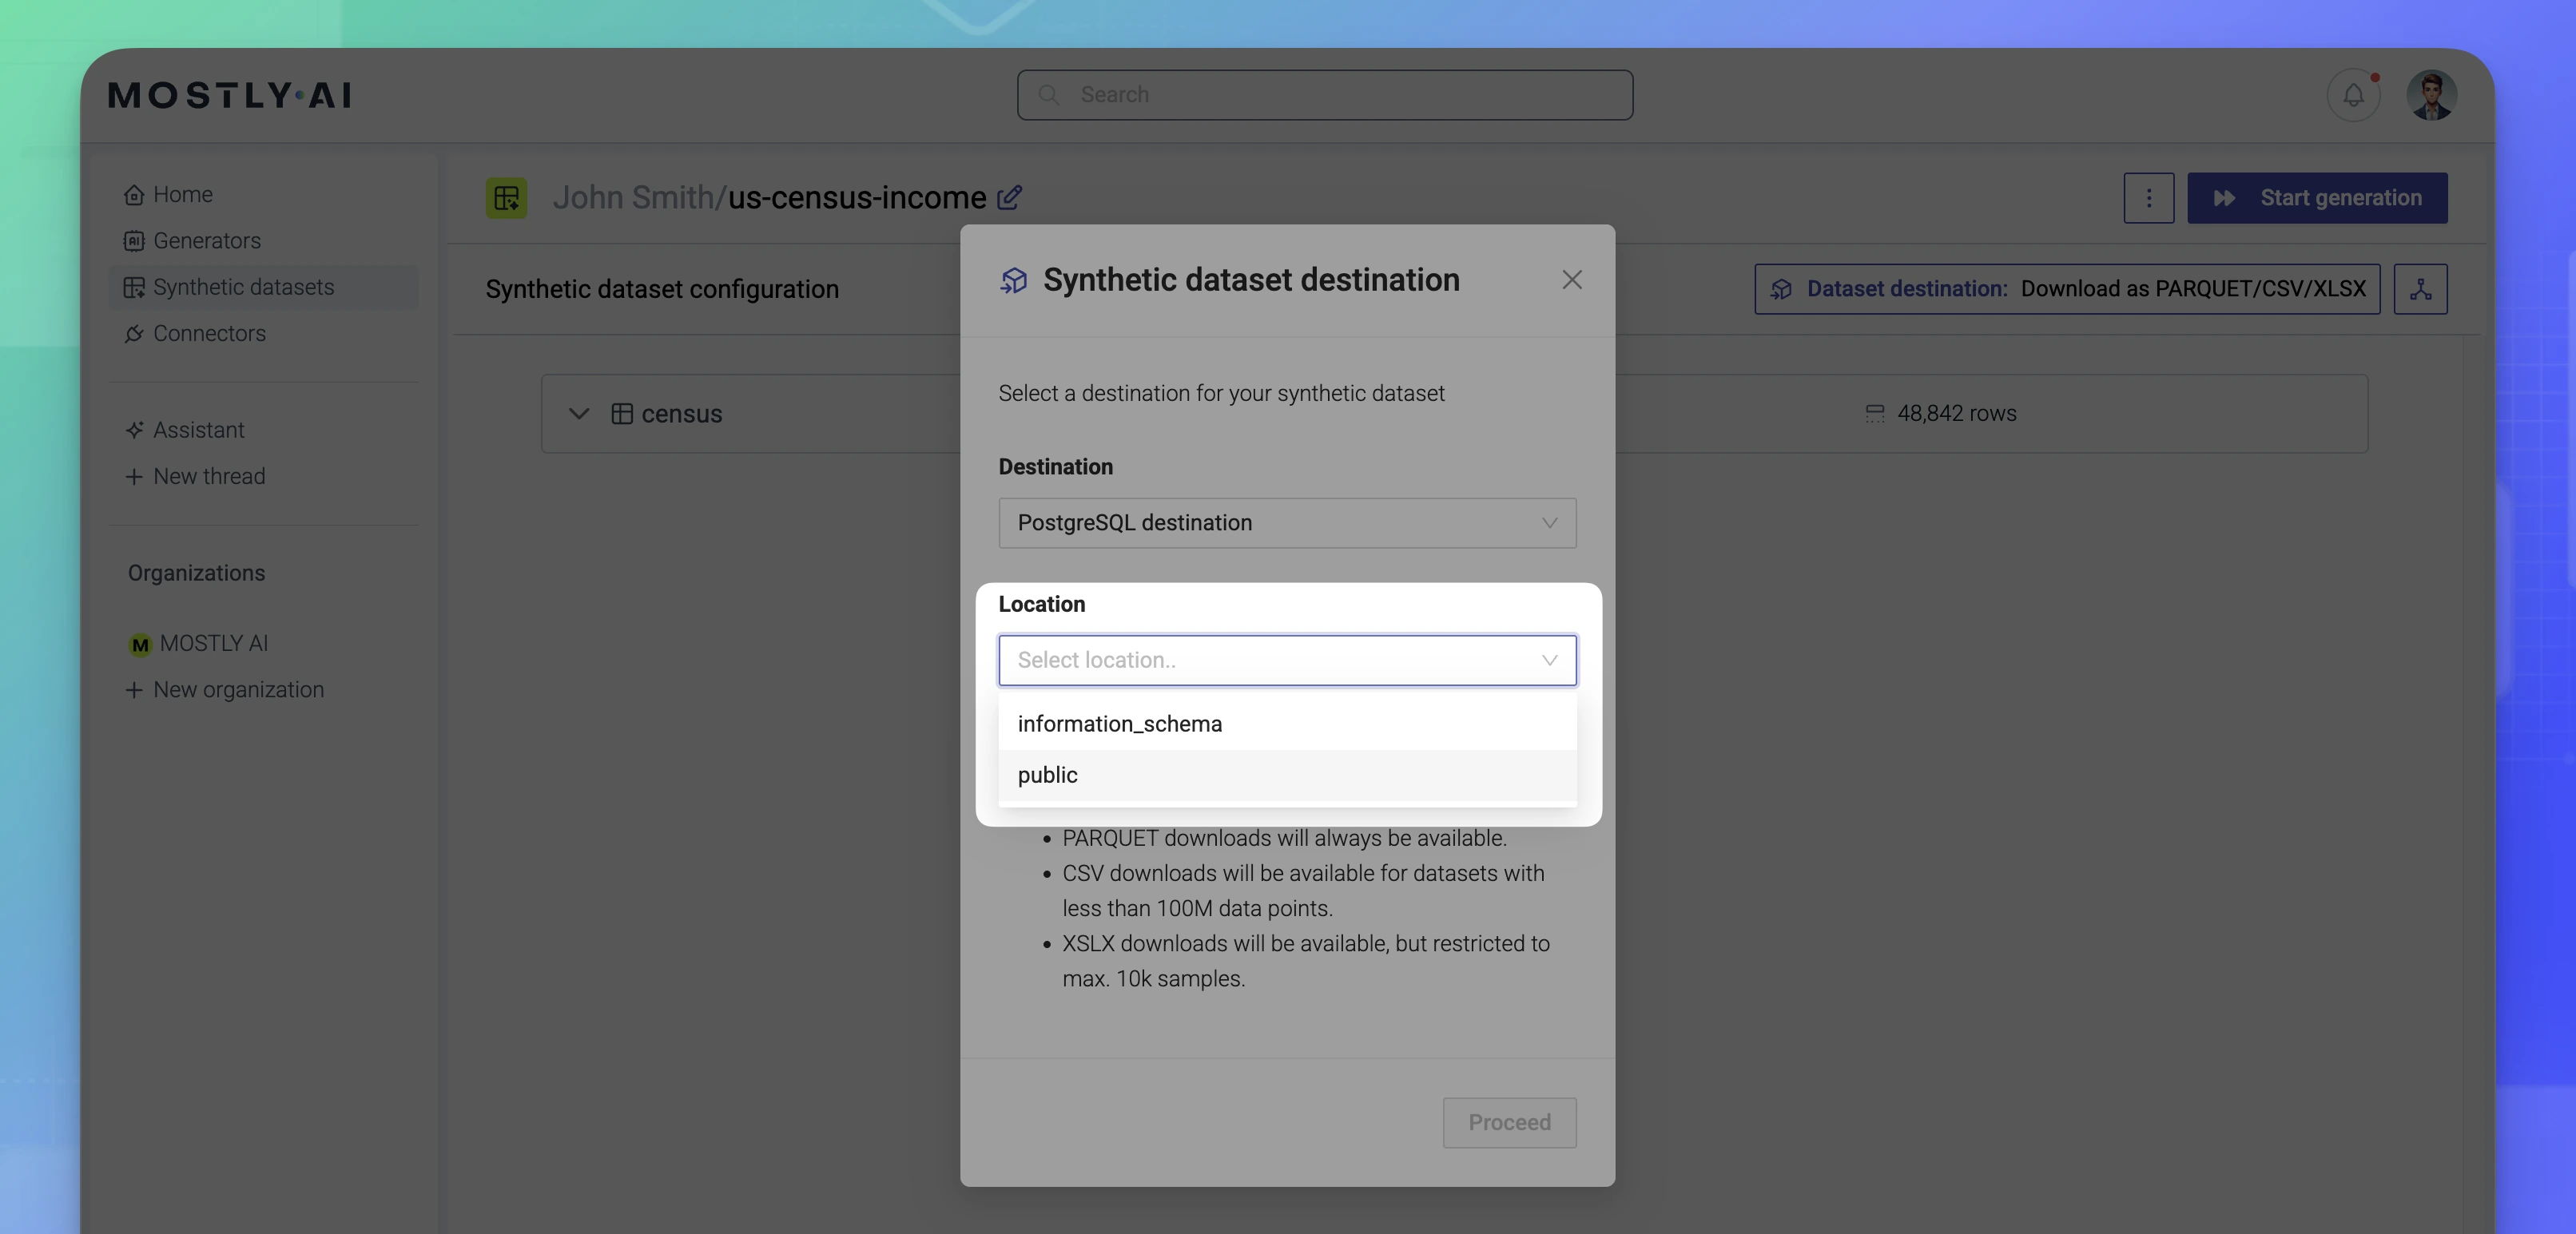 MOSTLY AI
Search
Home
Generators
Synthetic datasets
Connectors
Assistant
New thread
Organizations
M MOSTLY AI
New organization
John Smith/us-census-income
Start generation
Synthetic dataset configuration
Dataset destination: Download as PARQUET/CSV/XLSX
census
48,842 rows
Synthetic dataset destination
Select a destination for your synthetic dataset
Destination
PostgreSQL destination
Location
Select location..
information_schema
public
• PARQUET downloads will always be available.
• CSV downloads will be available for datasets with
less than 100M data points.
• XSLX downloads will be available, but restricted to
max. 10k samples.
Proceed